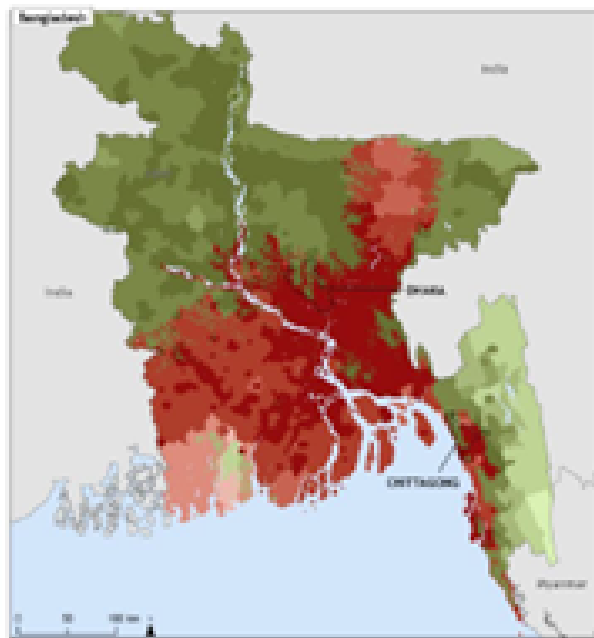 Bangladesh
India
India
DHAKA
CHITTAGONG
Myanmar
0 50 100 km